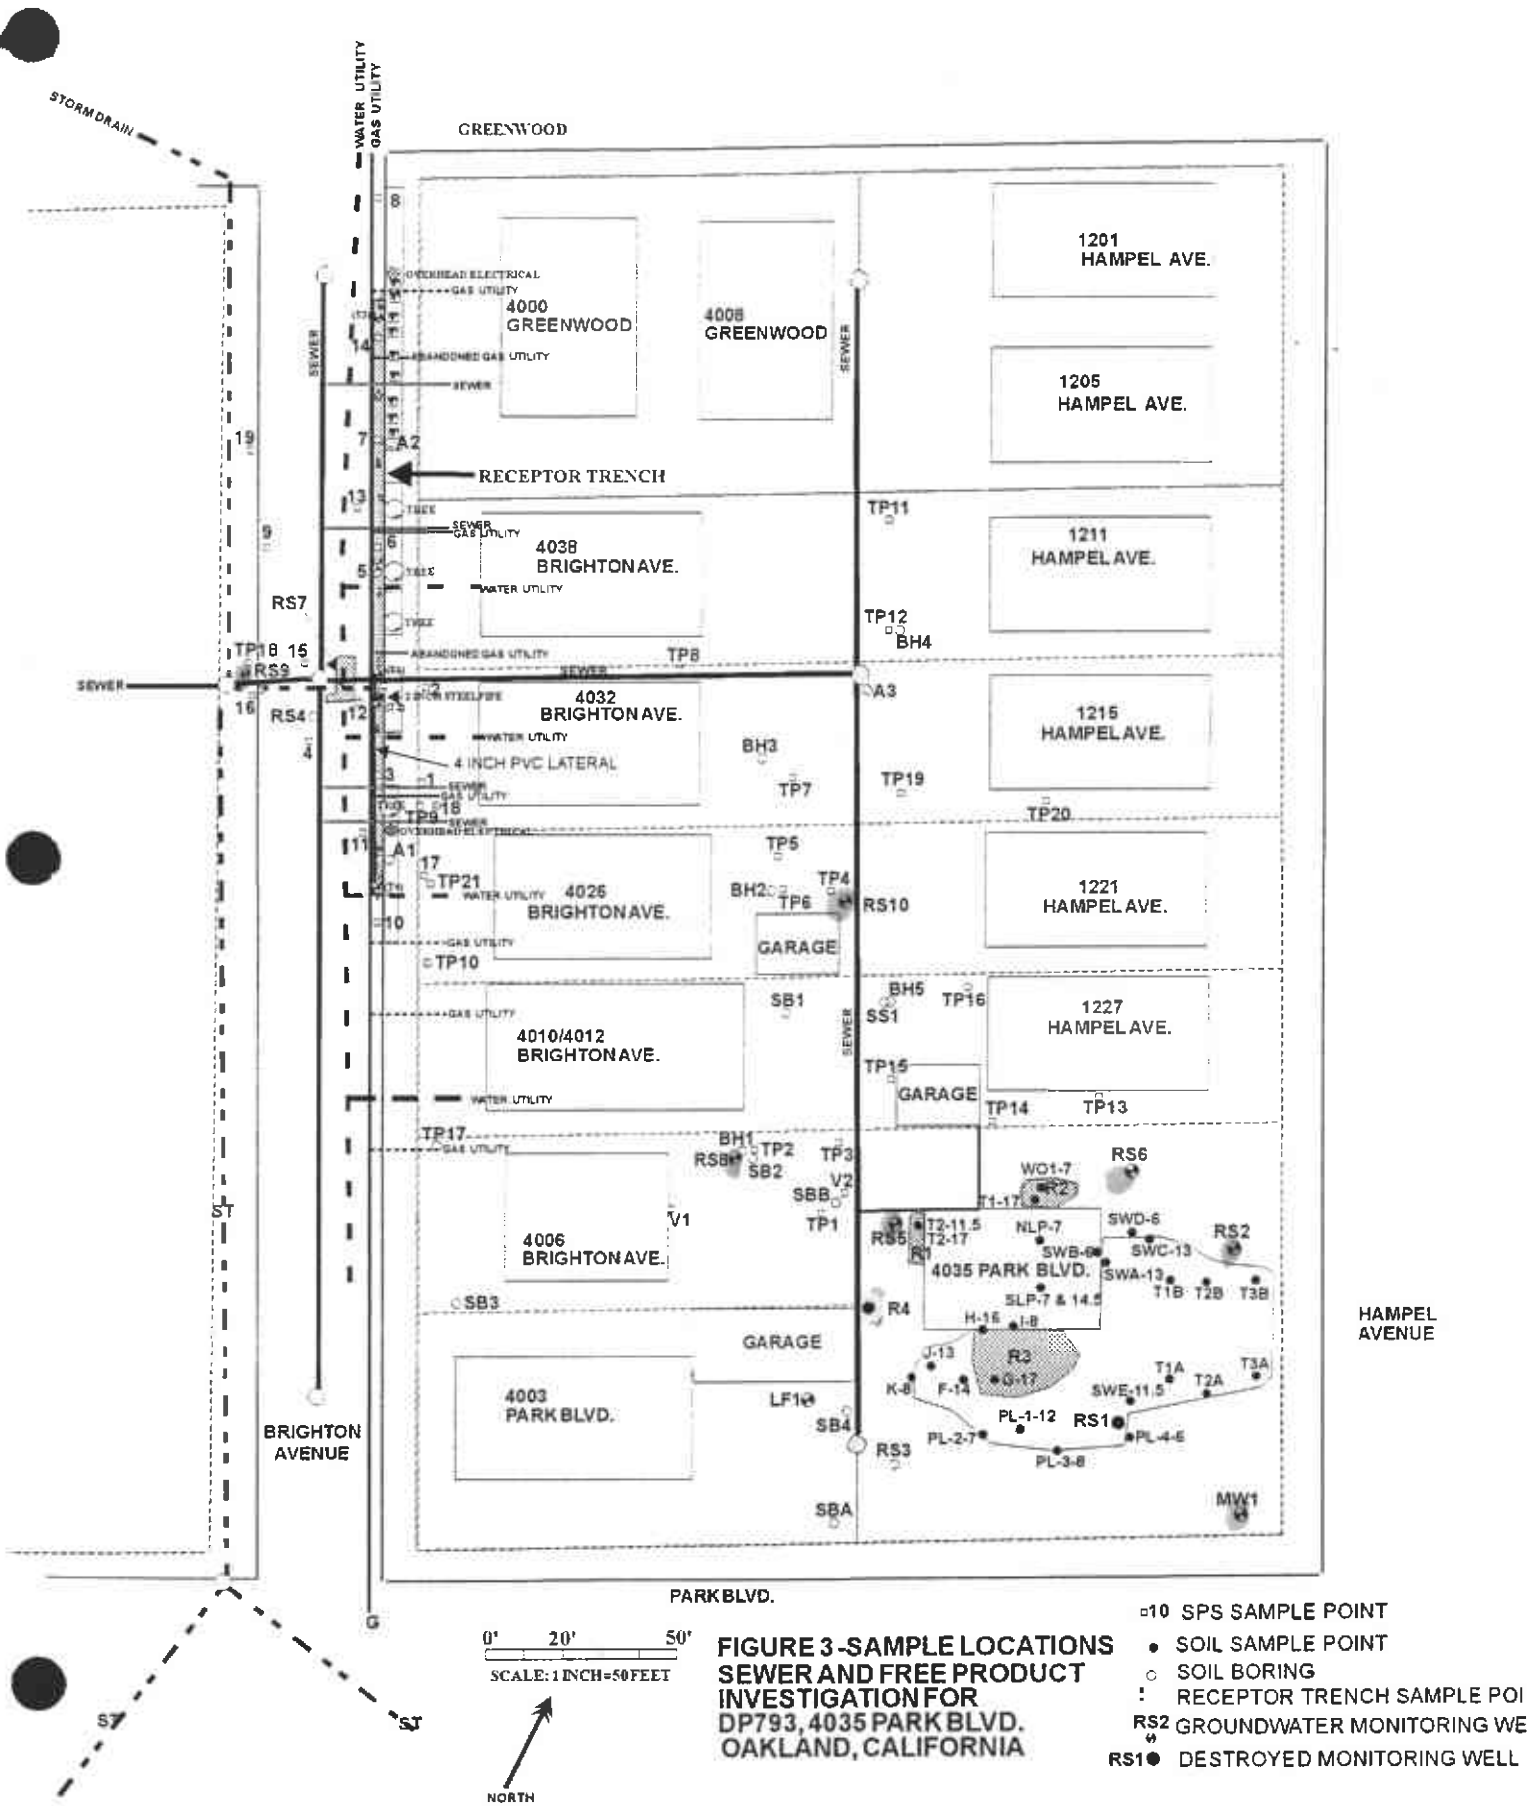 STORM DRAIN
WATER UTILITY
GAS UTILITY
GREENWOOD
8
OVERHEAD ELECTRICAL
GAS UTILITY
4000
GREENWOOD
4008
GREENWOOD
1201
HAMPEL AVE.
SEWER
14
ABANDONED GAS UTILITY
SEWER
SEWER
1205
HAMPEL AVE.
19
7
A2
RECEPTOR TRENCH
13
TREE
SEWER
GAS UTILITY
9
6
5
TREE
WATER UTILITY
4038
BRIGHTON AVE.
TP11
1211
HAMPEL AVE.
RS7
TREE
TP12
BH4
TP18
15
RS9
ABANDONED GAS UTILITY
TP8
SEWER
SEWER
16
RS4
12
2
2 INCH STEEL PIPE
4032
BRIGHTON AVE.
A3
1215
HAMPEL AVE.
4
WATER UTILITY
4 INCH PVC LATERAL
BH3
TP7
TP19
TP20
3
1
SEWER
GAS UTILITY
18
TP9
SEWER
OVERHEAD ELECTRICAL
11
A1
17
TP21
WATER UTILITY
4026
BRIGHTON AVE.
TP5
BH2
TP6
TP4
RS10
1221
HAMPEL AVE.
10
GAS UTILITY
GARAGE
TP10
GAS UTILITY
4010/4012
BRIGHTON AVE.
SB1
SEWER
BH5
SS1
TP16
1227
HAMPEL AVE.
TP15
GARAGE
WATER UTILITY
TP14
TP13
TP17
GAS UTILITY
BH1
RS8
TP2
SB2
TP3
V2
SBB
TP1
V1
WO1-7
R2
T1-17
RS6
ST
4006
BRIGHTON AVE.
RS5
T2-11.5
T2-17
R1
NLP-7
SWB-6
SWD-6
SWC-13
RS2
4035 PARK BLVD.
SWA-13
T1B
T2B
T3B
SLP-7 & 14.5
SB3
R4
H-16
I-8
HAMPEL
AVENUE
GARAGE
J-13
R3
K-8
F-14
G-17
T1A
T2A
T3A
SWE-11.5
4003
PARK BLVD.
LF1
SB4
PL-1-12
RS1
PL-2-7
PL-4-6
PL-3-8
BRIGHTON
AVENUE
RS3
SBA
MW1
PARK BLVD.
G
ST
ST
0' 20' 50'
SCALE: 1 INCH=50 FEET
NORTH
FIGURE 3 -SAMPLE LOCATIONS
SEWER AND FREE PRODUCT
INVESTIGATION FOR
DP793, 4035 PARK BLVD.
OAKLAND, CALIFORNIA
10 SPS SAMPLE POINT
SOIL SAMPLE POINT
SOIL BORING
RECEPTOR TRENCH SAMPLE POI
RS2 GROUNDWATER MONITORING WE
RS1 DESTROYED MONITORING WELL